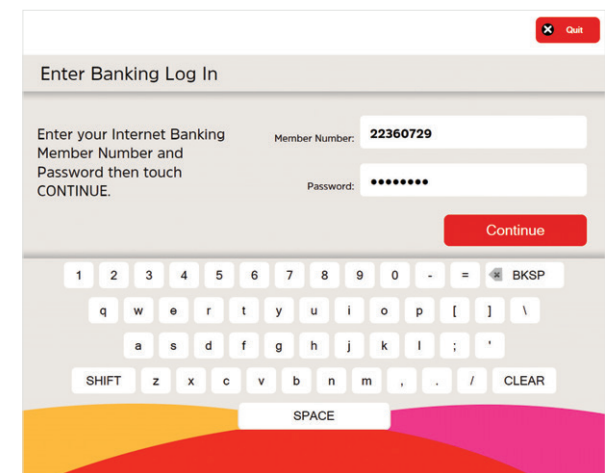 Quit
Enter Banking Log In
Enter your Internet Banking
Member Number and
Password then touch
CONTINUE.
Member Number: 22360729
Password: ••••••••
Continue
1 2 3 4 5 6 7 8 9 0 - = BKSP
q w e r t y u i o p [ ] \
a s d f g h j k l ; '
SHIFT z x c v b n m , . / CLEAR
SPACE